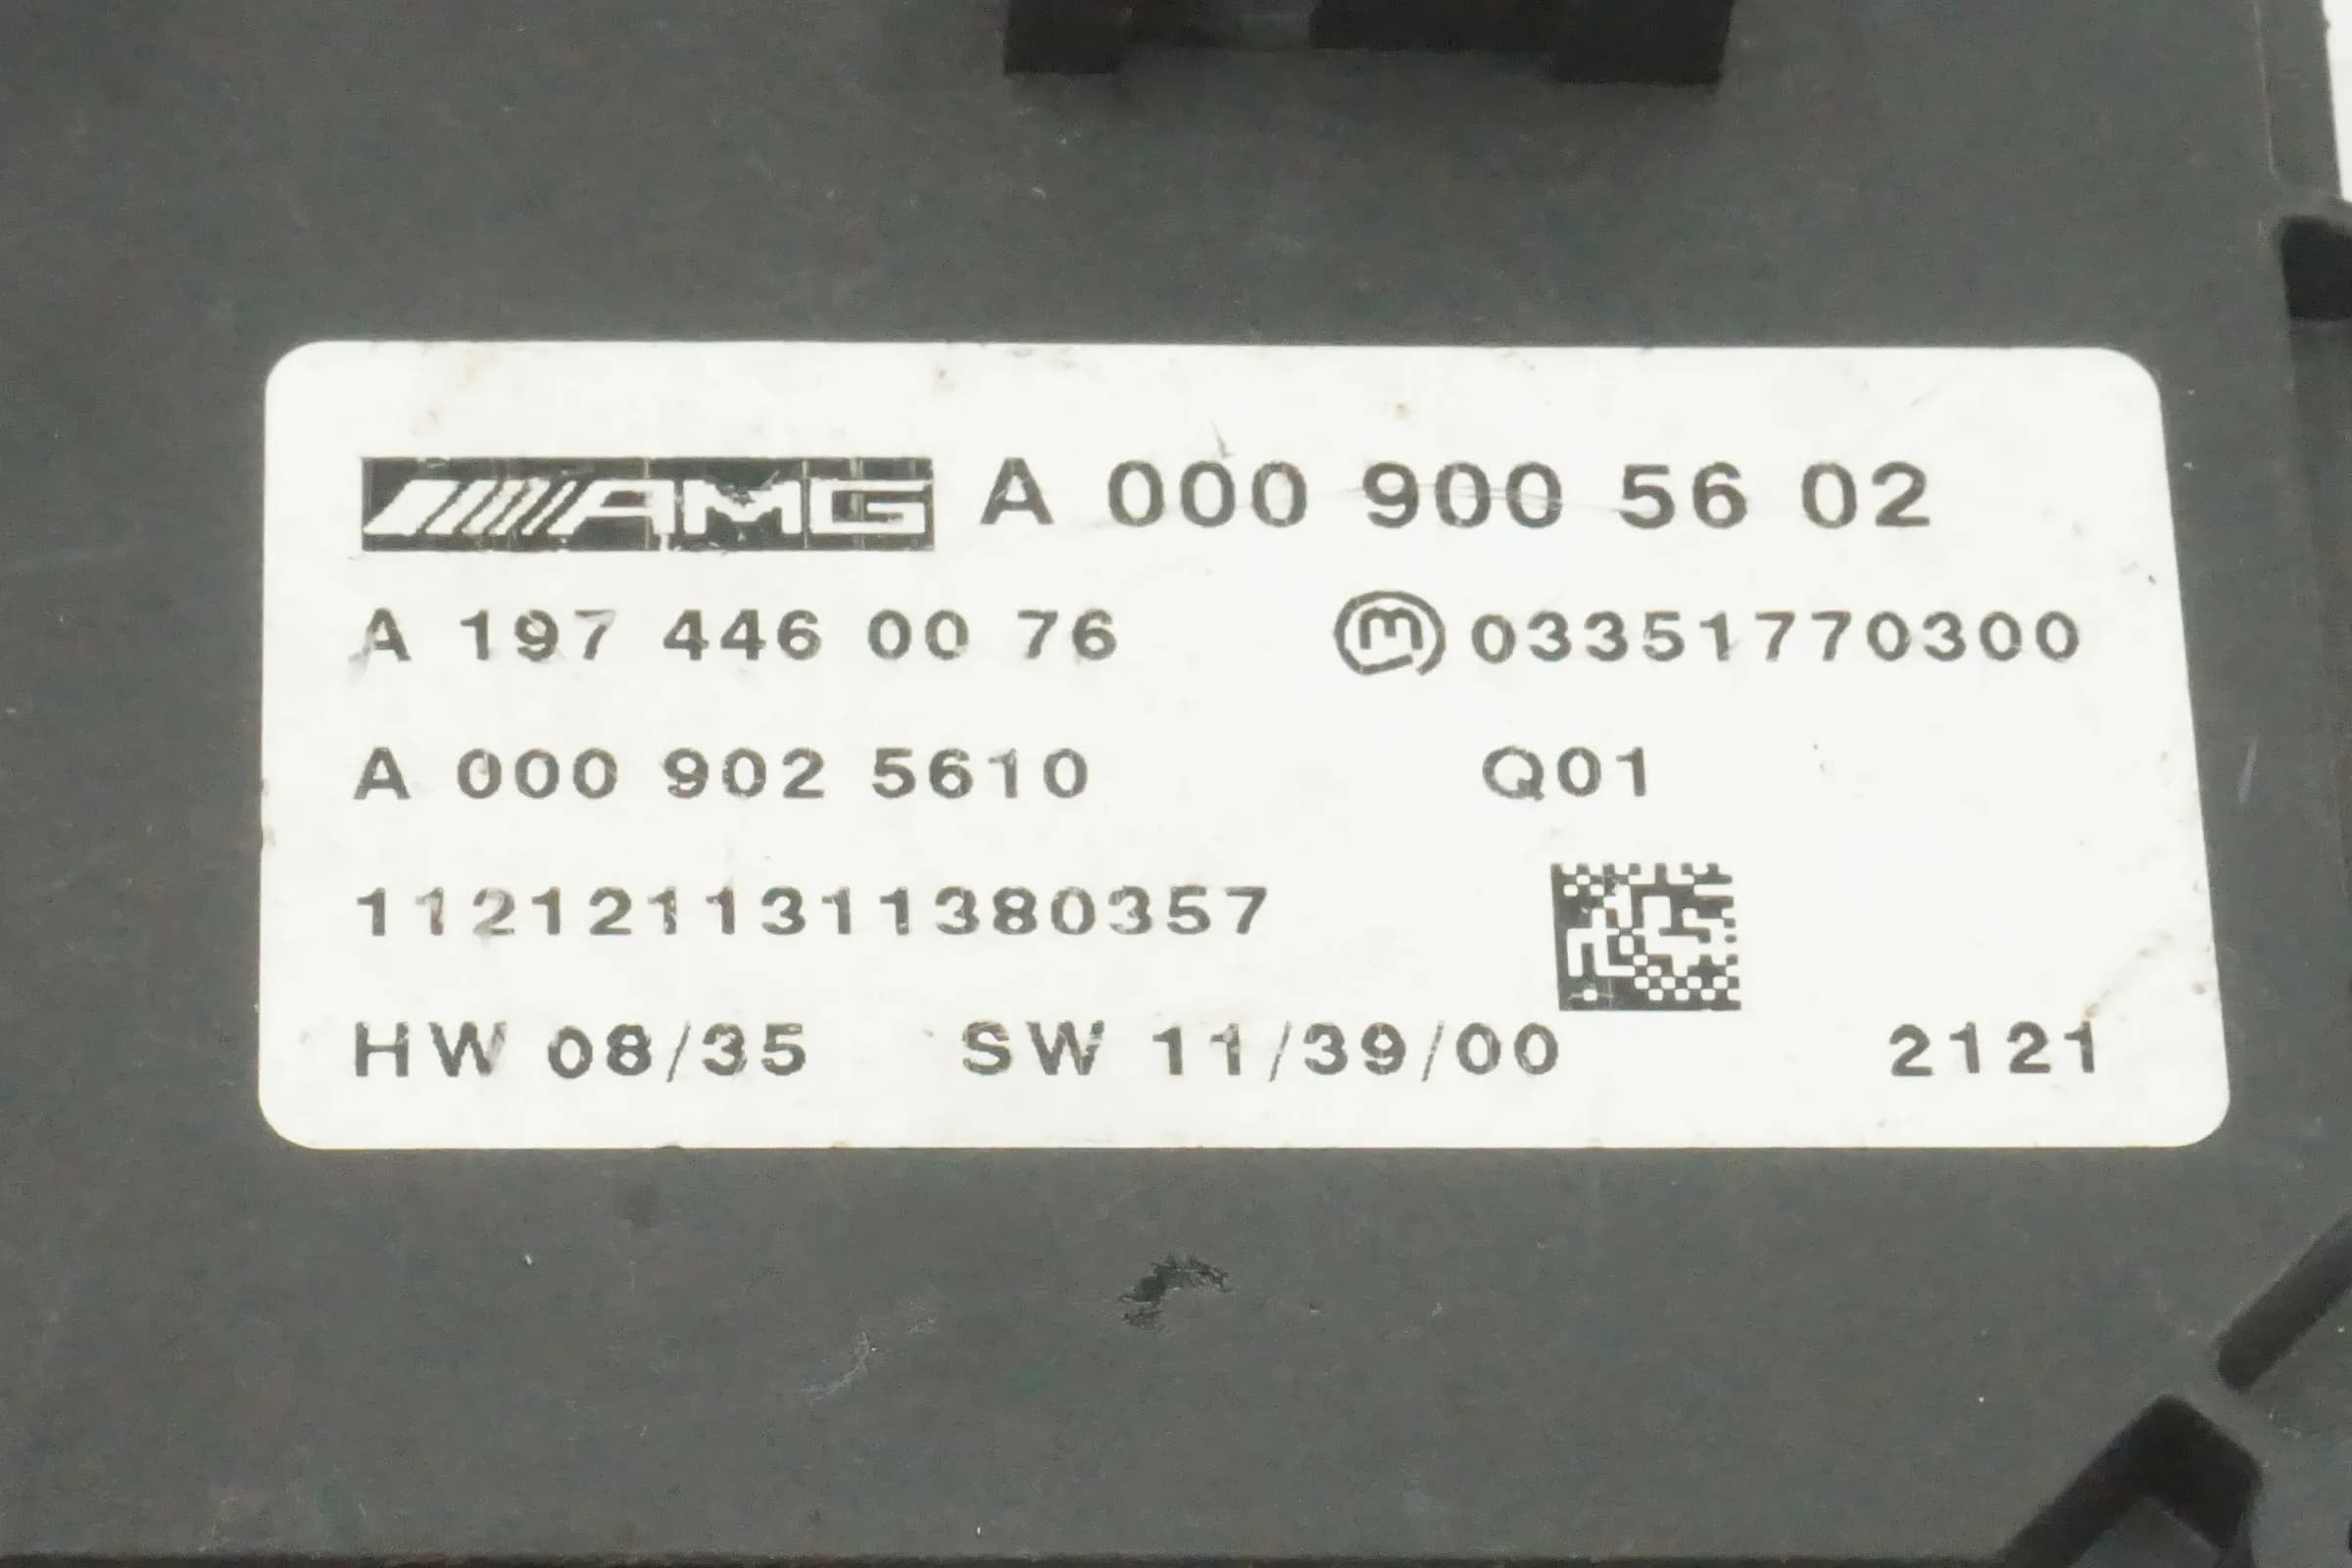 AMG A 000 900 56 02
A 197 446 00 76 m 03351770300
A 000 902 5610 Q01
1121211311380357
HW 08/35 SW 11/39/00 2121